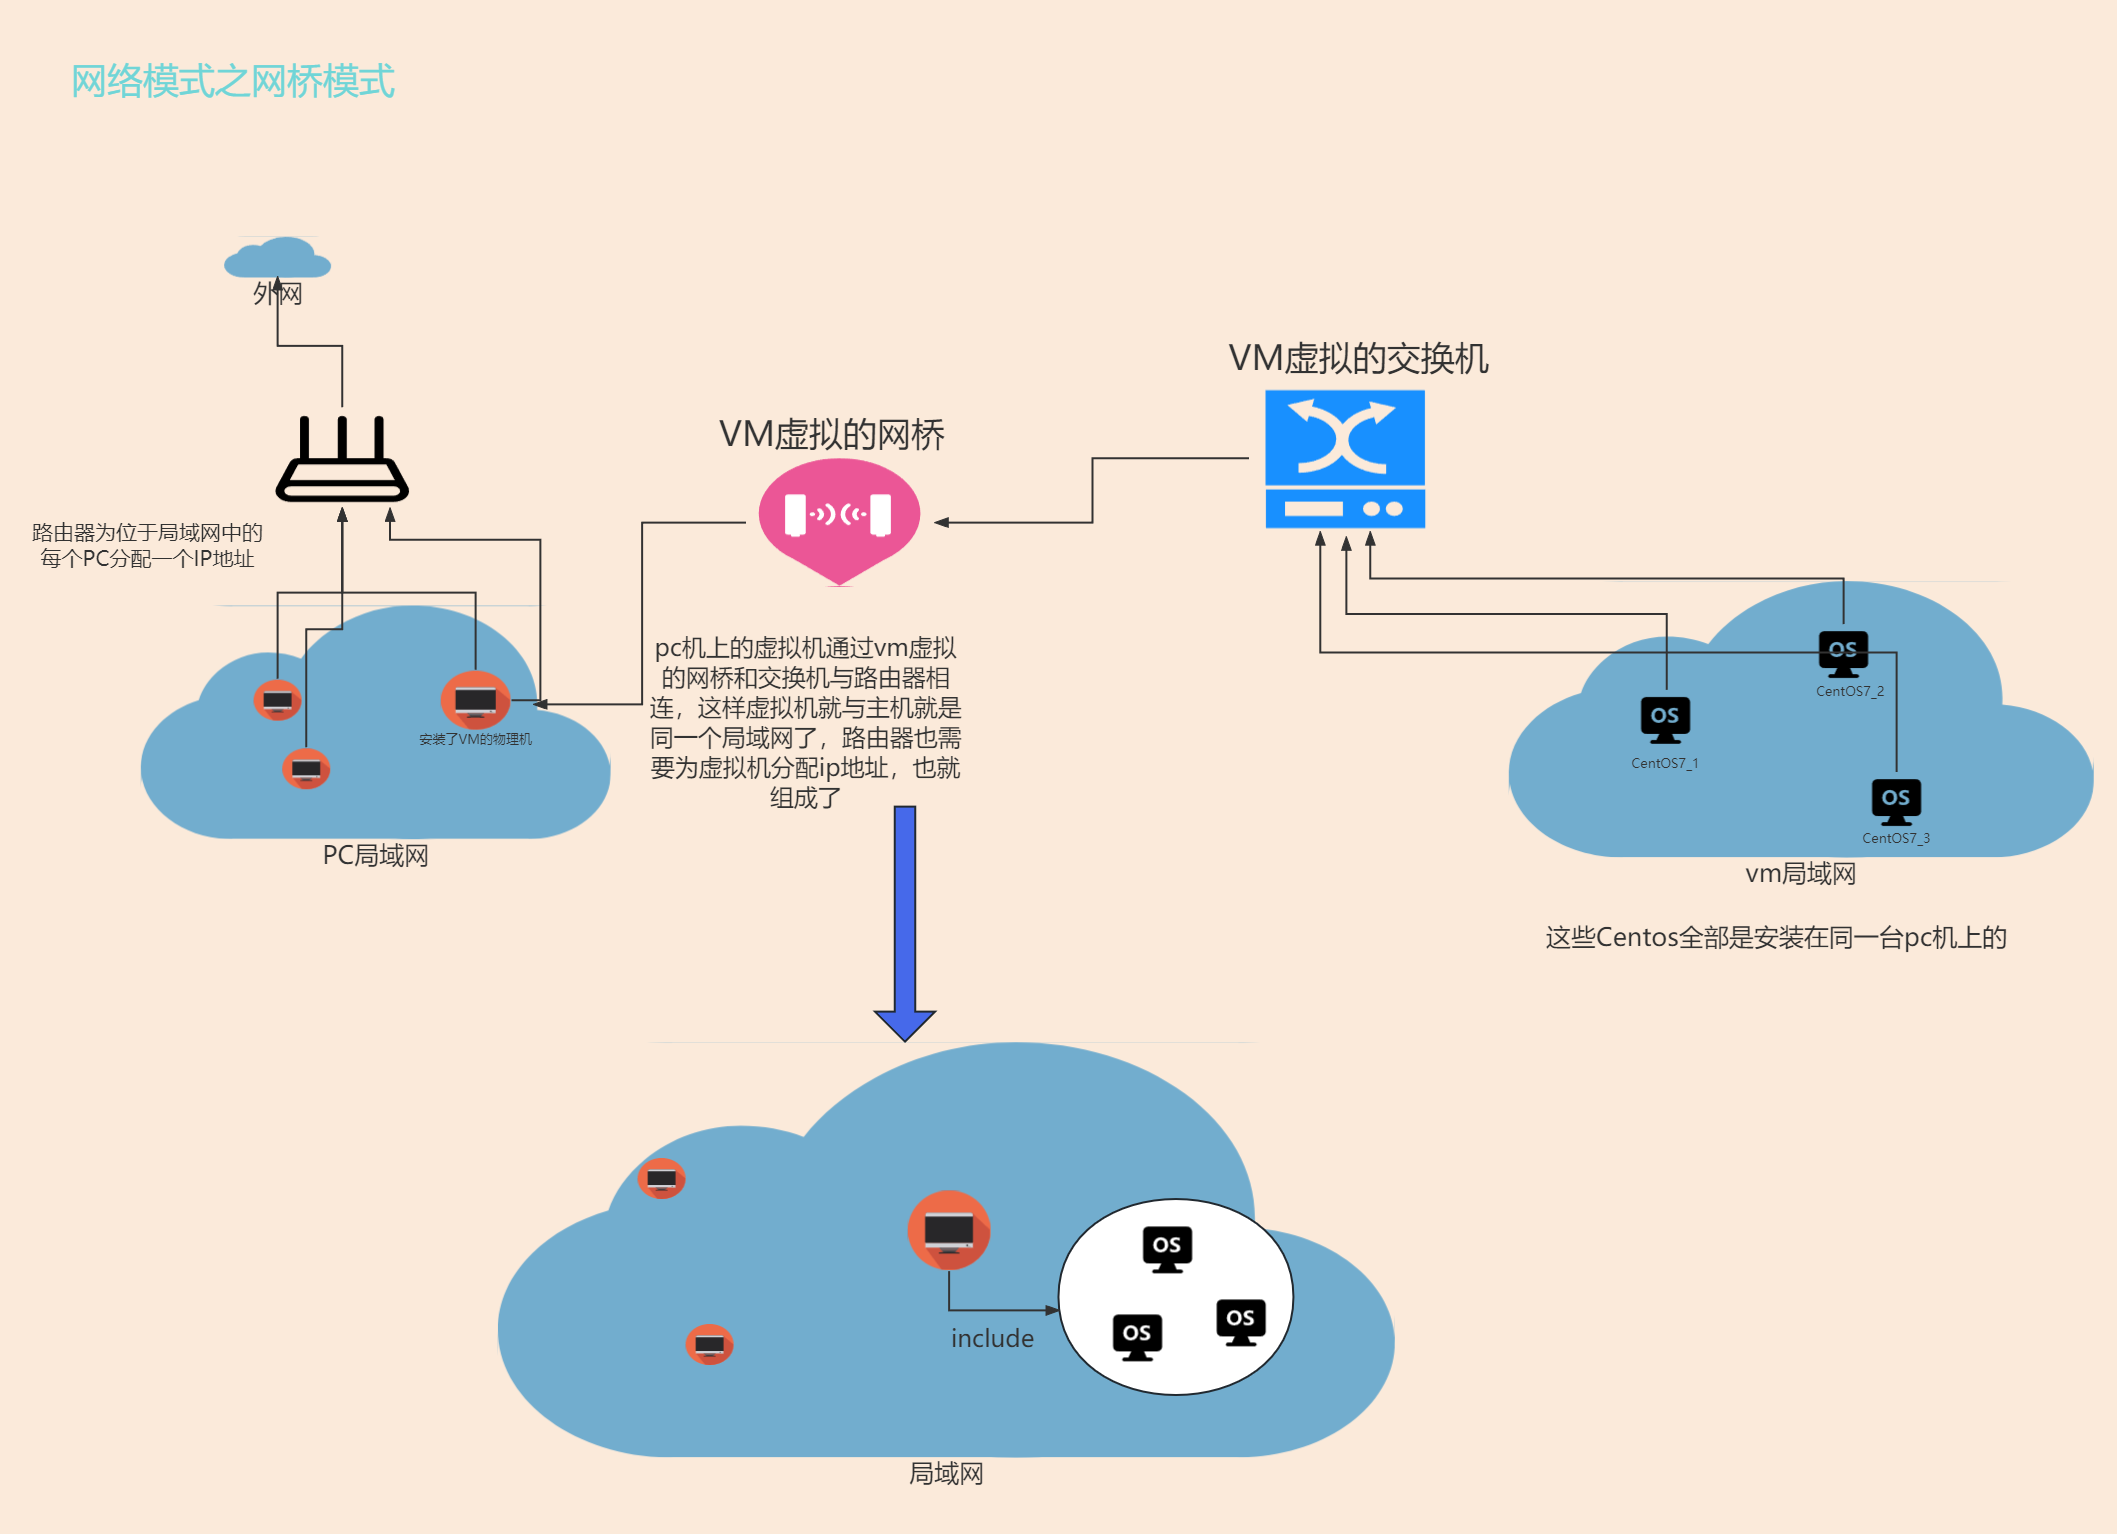 网络模式之网桥模式
外网
VM虚拟的交换机
VM虚拟的网桥
路由器为位于局域网中的
每个PC分配一个IP地址
pc机上的虚拟机通过vm虚拟
的网桥和交换机与路由器相
连，这样虚拟机就与主机就是
同一个局域网了，路由器也需
要为虚拟机分配ip地址，也就
组成了
安装了VM的物理机
PC局域网
OS
CentOS7_2
OS
CentOS7_1
OS
CentOS7_3
vm局域网
这些Centos全部是安装在同一台pc机上的
OS
OS
OS
include
局域网